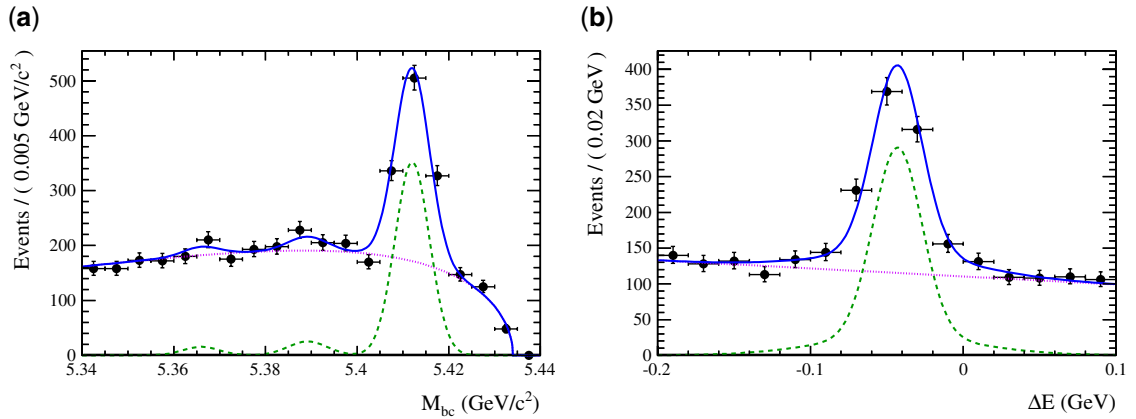 (a)
Events / ( 0.005 GeV/c² )
500
400
300
200
100
0
5.34 5.36 5.38 5.4 5.42 5.44
M_bc (GeV/c²)
(b)
Events / ( 0.02 GeV )
400
350
300
250
200
150
100
50
0
-0.2 -0.1 0 0.1
ΔE (GeV)